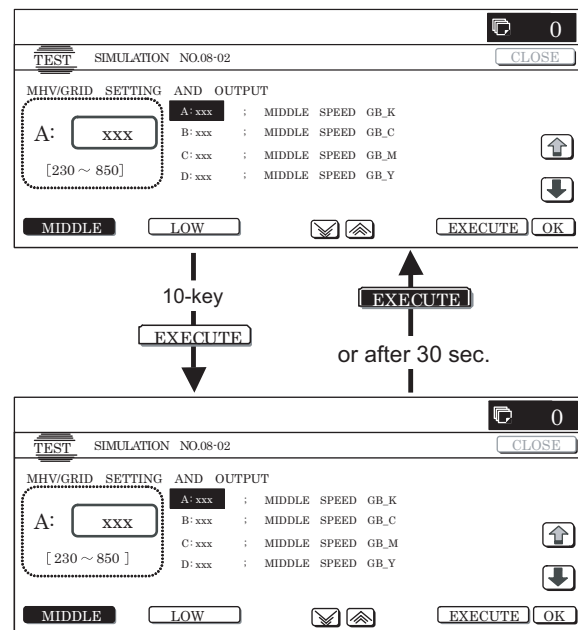 0
TEST SIMULATION NO.08-02 CLOSE
MHV/GRID SETTING AND OUTPUT
A: xxx
[230 ~ 850]
A: xxx ; MIDDLE SPEED GB_K
B: xxx ; MIDDLE SPEED GB_C
C: xxx ; MIDDLE SPEED GB_M
D: xxx ; MIDDLE SPEED GB_Y
MIDDLE LOW EXECUTE OK
10-key
EXECUTE
EXECUTE
or after 30 sec.
0
TEST SIMULATION NO.08-02 CLOSE
MHV/GRID SETTING AND OUTPUT
A: xxx
[ 230 ~ 850 ]
A: xxx ; MIDDLE SPEED GB_K
B: xxx ; MIDDLE SPEED GB_C
C: xxx ; MIDDLE SPEED GB_M
D: xxx ; MIDDLE SPEED GB_Y
MIDDLE LOW EXECUTE OK